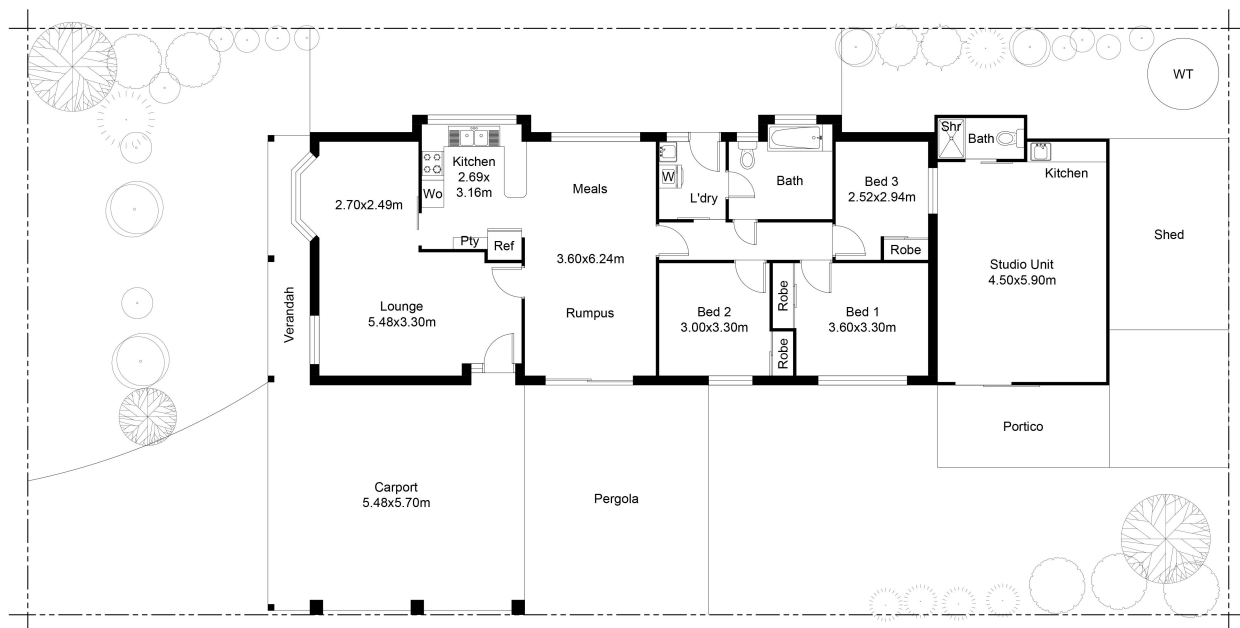 WT
Shr
Bath
Kitchen
2.69x
3.16m
Wo
Pty
Ref
Meals
3.60x6.24m
Rumpus
W
L'dry
Bath
Bed 3
2.52x2.94m
Robe
Kitchen
Studio Unit
4.50x5.90m
Shed
2.70x2.49m
Lounge
5.48x3.30m
Verandah
Bed 2
3.00x3.30m
Robe
Robe
Bed 1
3.60x3.30m
Portico
Carport
5.48x5.70m
Pergola